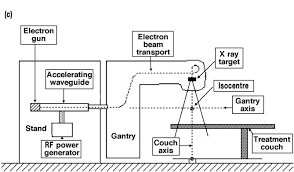 (c)
Electron
gun
Electron
beam
transport
X ray
target
Accelerating
waveguide
Isocentre
Gantry
axis
Stand
Gantry
RF power
generator
Couch
axis
Treatment
couch